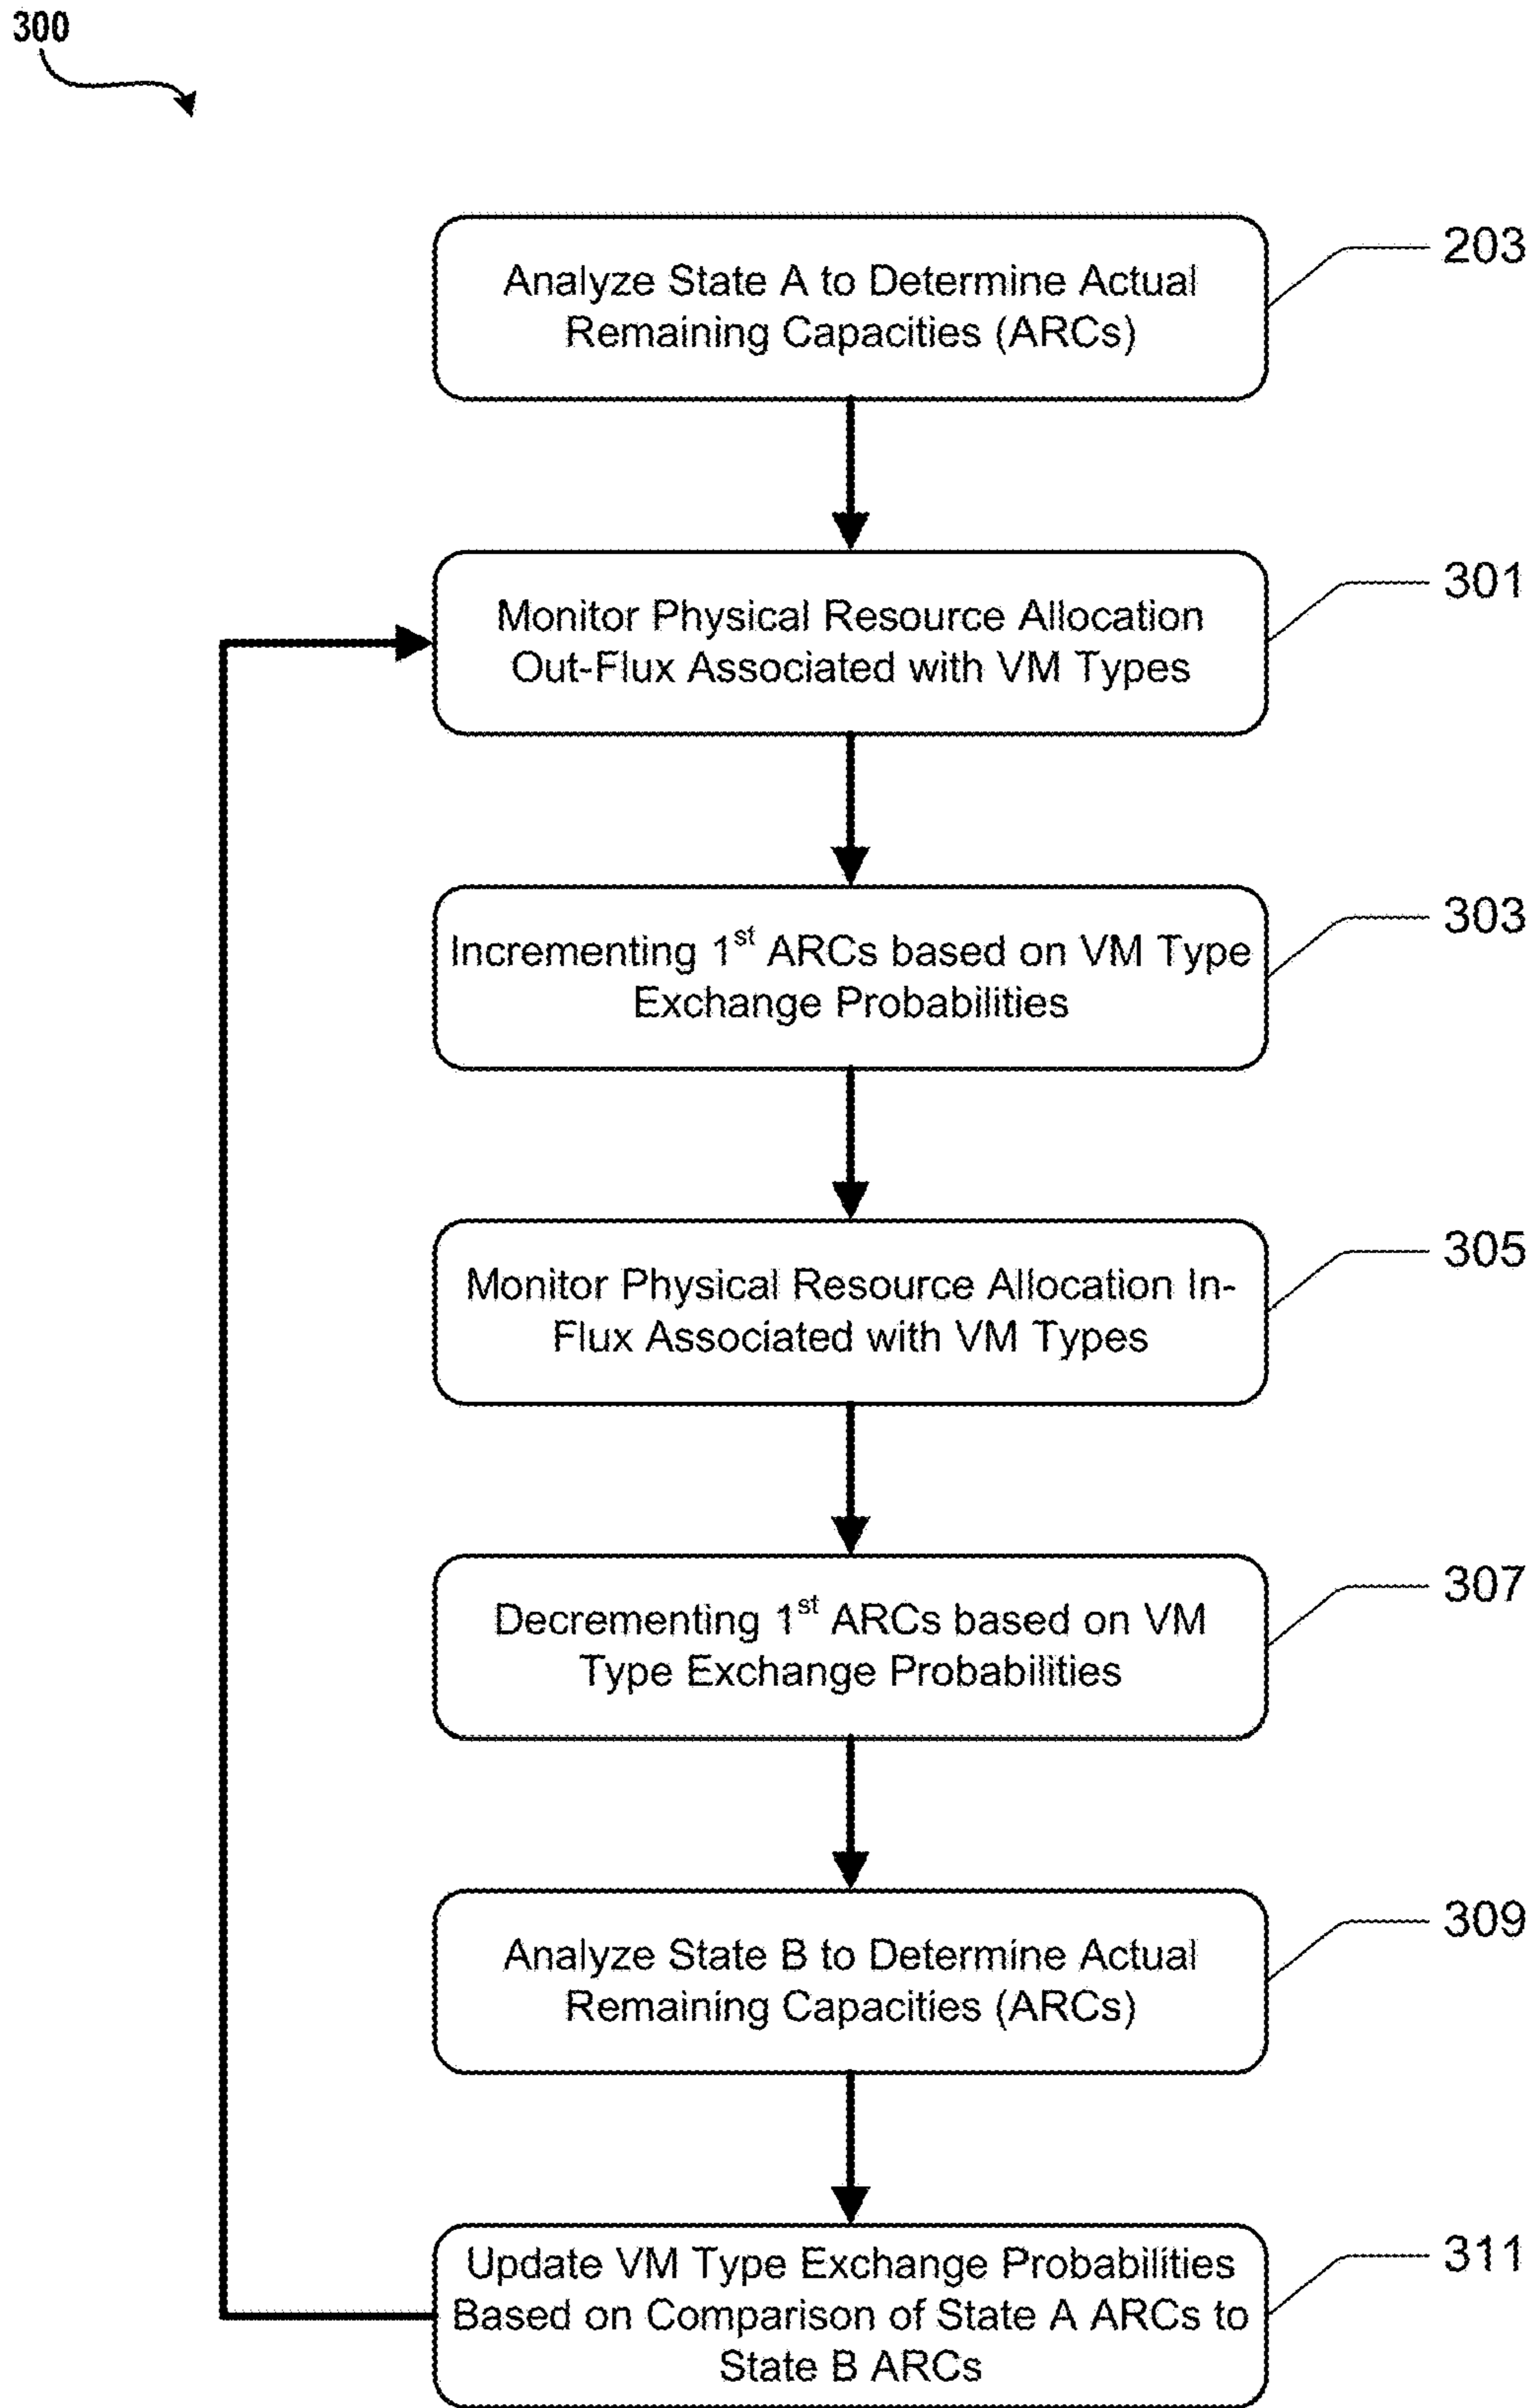 300
Analyze State A to Determine Actual
Remaining Capacities (ARCs)
203
Monitor Physical Resource Allocation
Out-Flux Associated with VM Types
301
Incrementing 1st ARCs based on VM Type
Exchange Probabilities
303
Monitor Physical Resource Allocation In-
Flux Associated with VM Types
305
Decrementing 1st ARCs based on VM
Type Exchange Probabilities
307
Analyze State B to Determine Actual
Remaining Capacities (ARCs)
309
Update VM Type Exchange Probabilities
Based on Comparison of State A ARCs to
State B ARCs
311